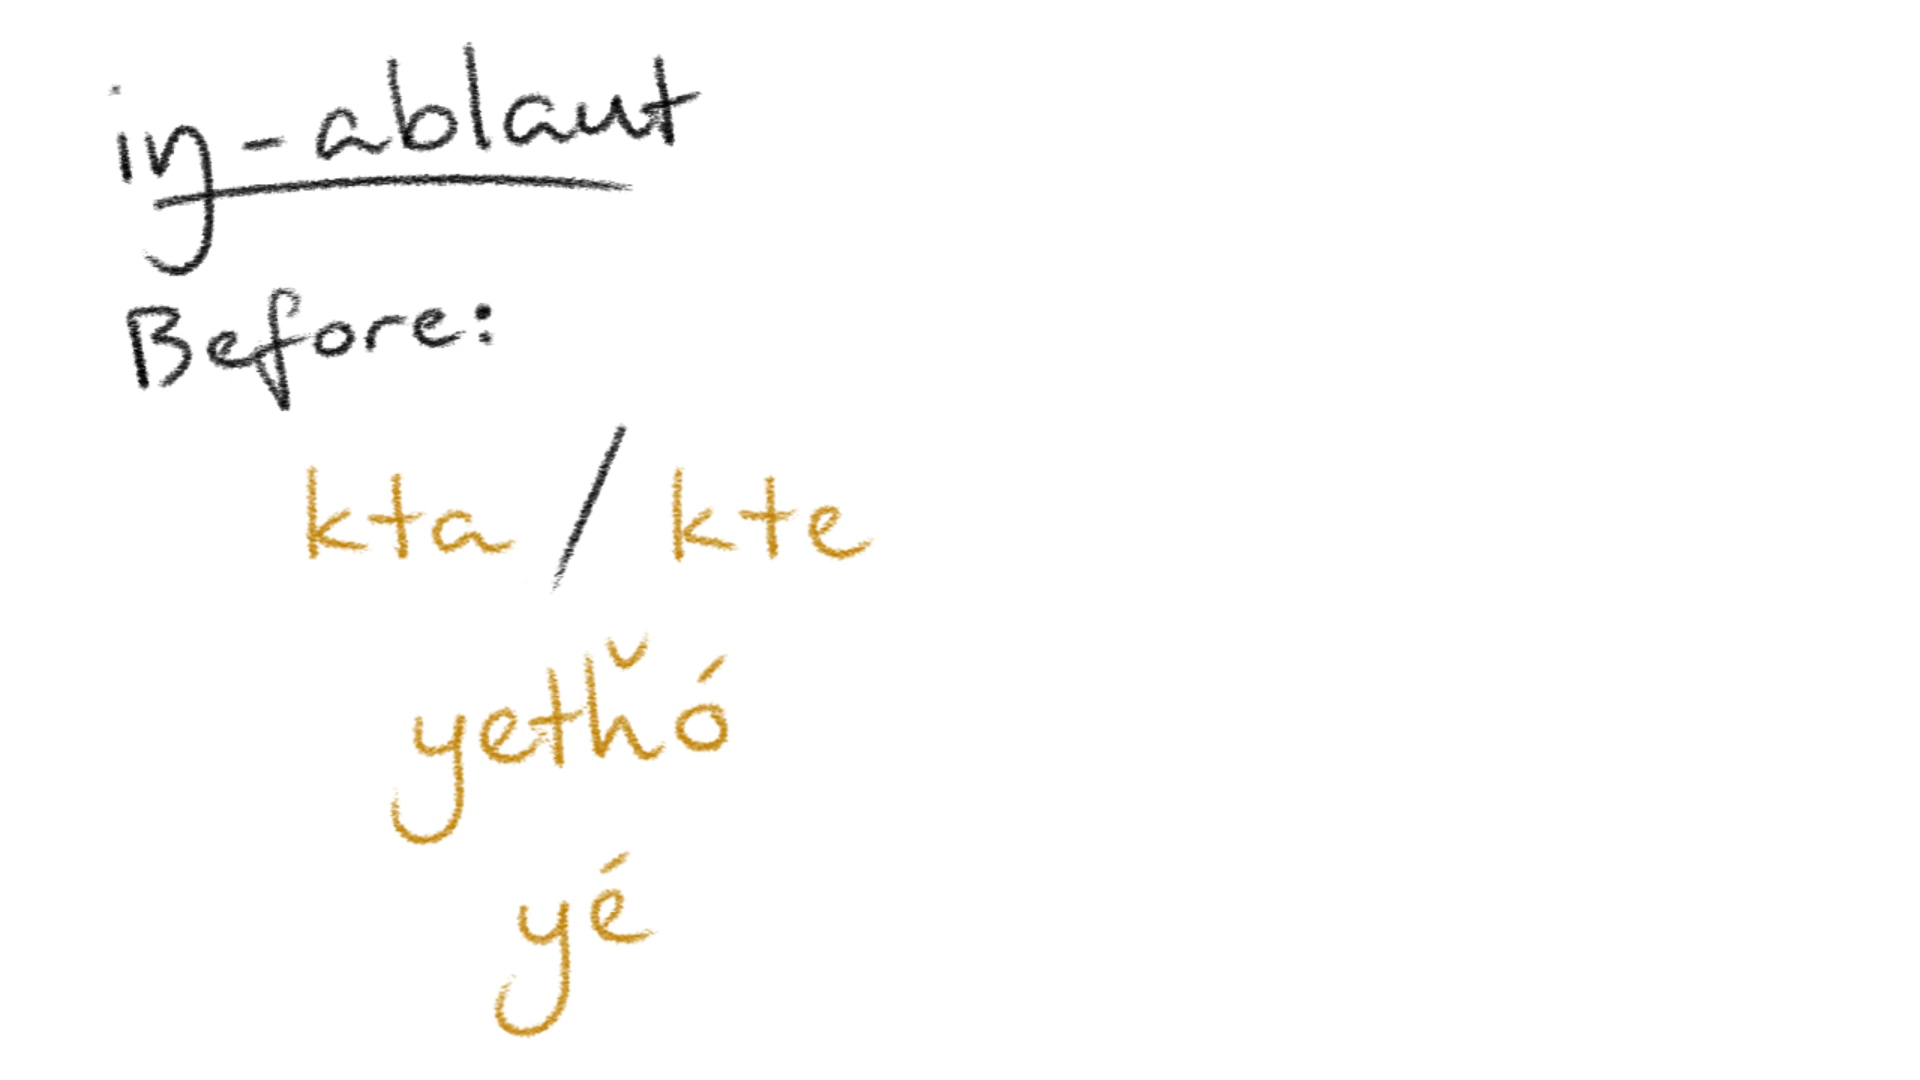 iŋ-ablaut
Before:
kta / kte
yetȟó
yé